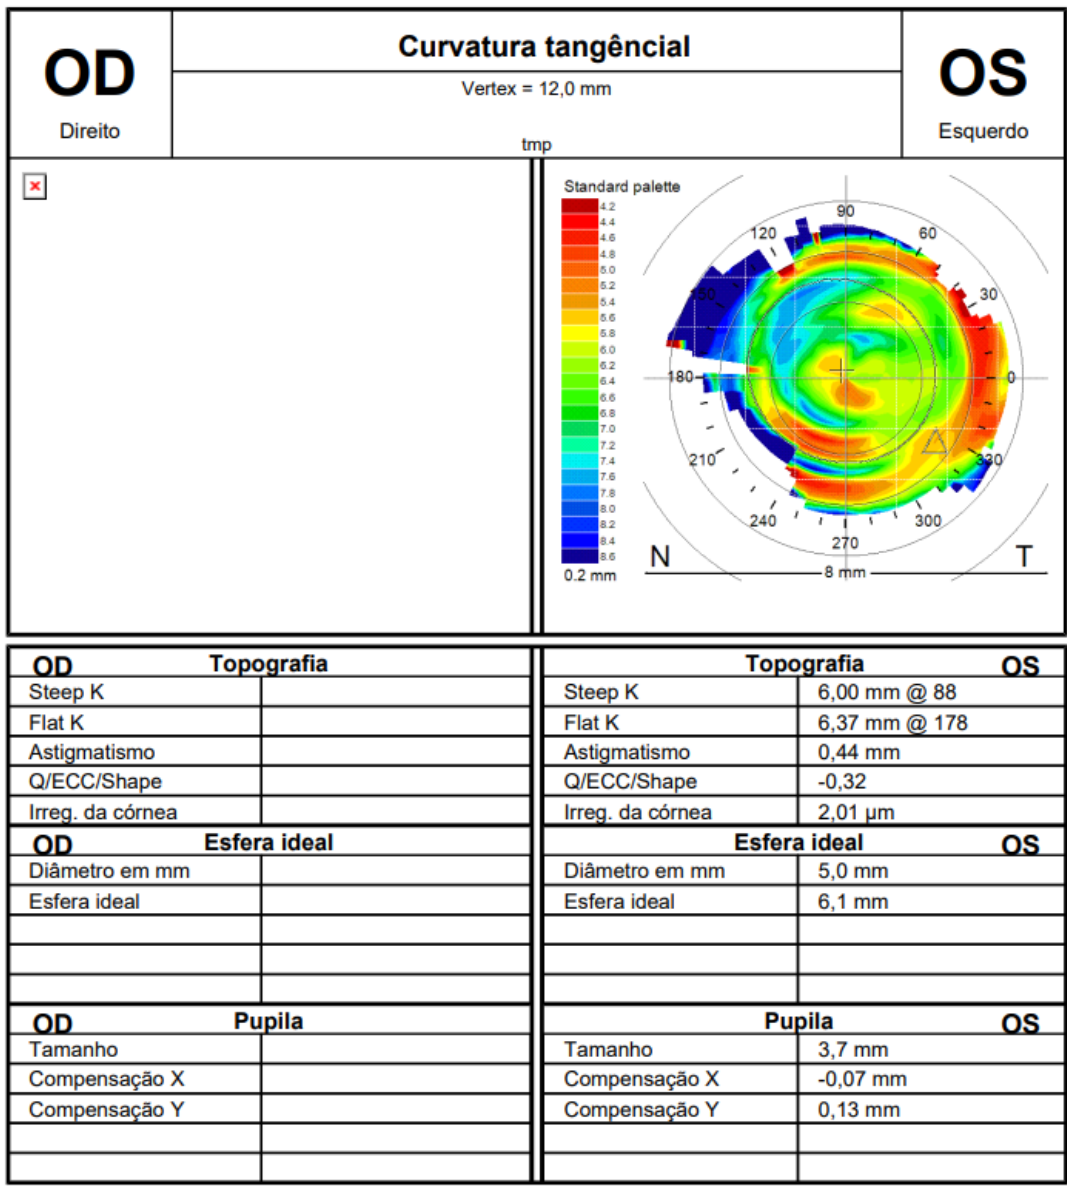 OD
Direito
Curvatura tangêncial
Vertex = 12,0 mm
tmp
OS
Esquerdo
Standard palette
4.2
4.4
4.6
4.8
5.0
5.2
5.4
5.6
5.8
6.0
6.2
6.4
6.6
6.8
7.0
7.2
7.4
7.6
7.8
8.0
8.2
8.4
8.6
0.2 mm
90
120
60
150
30
180
0
210
330
240
300
270
N
T
8 mm
OD Topografia
Steep K
Flat K
Astigmatismo
Q/ECC/Shape
Irreg. da córnea
OD Esfera ideal
Diâmetro em mm
Esfera ideal
OD Pupila
Tamanho
Compensação X
Compensação Y
Topografia OS
Steep K 6,00 mm @ 88
Flat K 6,37 mm @ 178
Astigmatismo 0,44 mm
Q/ECC/Shape -0,32
Irreg. da córnea 2,01 µm
Esfera ideal OS
Diâmetro em mm 5,0 mm
Esfera ideal 6,1 mm
Pupila OS
Tamanho 3,7 mm
Compensação X -0,07 mm
Compensação Y 0,13 mm